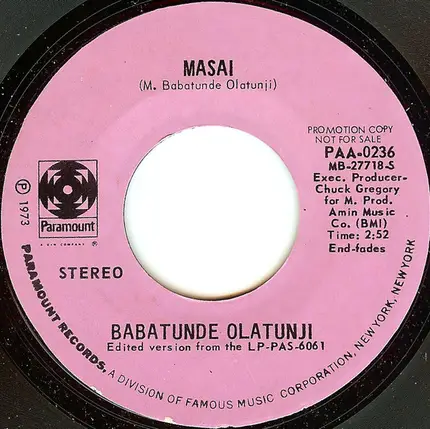 MASAI
(M. Babatunde Olatunji)
PROMOTION COPY
NOT FOR SALE
PAA-0236
MB-27718-S
Exec. Producer-
Chuck Gregory
for M. Prod.
Amin Music
Co. (BMI)
Time: 2:52
End-fades
Paramount
Ⓟ 1973
STEREO
BABATUNDE OLATUNJI
Edited version from the LP-PAS-6061
PARAMOUNT RECORDS, A DIVISION OF FAMOUS MUSIC CORPORATION, NEW YORK, NEW YORK